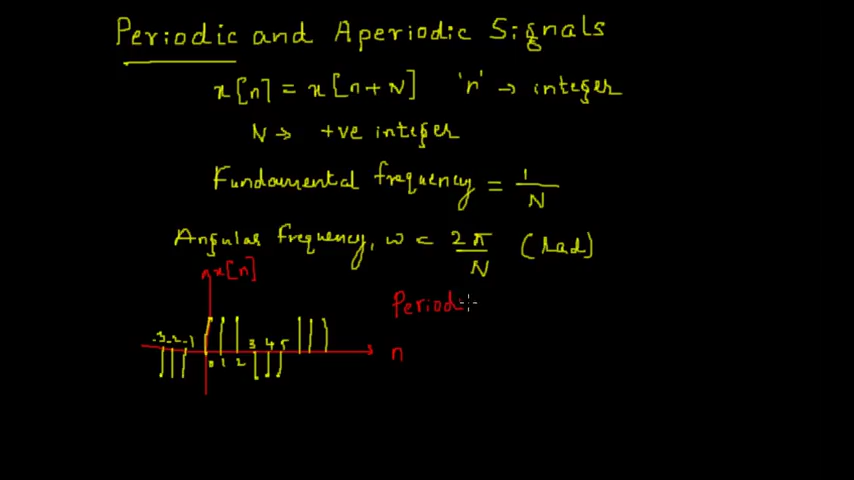 Periodic and Aperiodic Signals
x[n] = x[n+N] 'n' → integer
N → +ve integer
Fundamental frequency = 1/N
Angular frequency, ω = 2π/N (rad)
x[n]
Period
-3 -2 -1 0 1 2 3 4 5
n